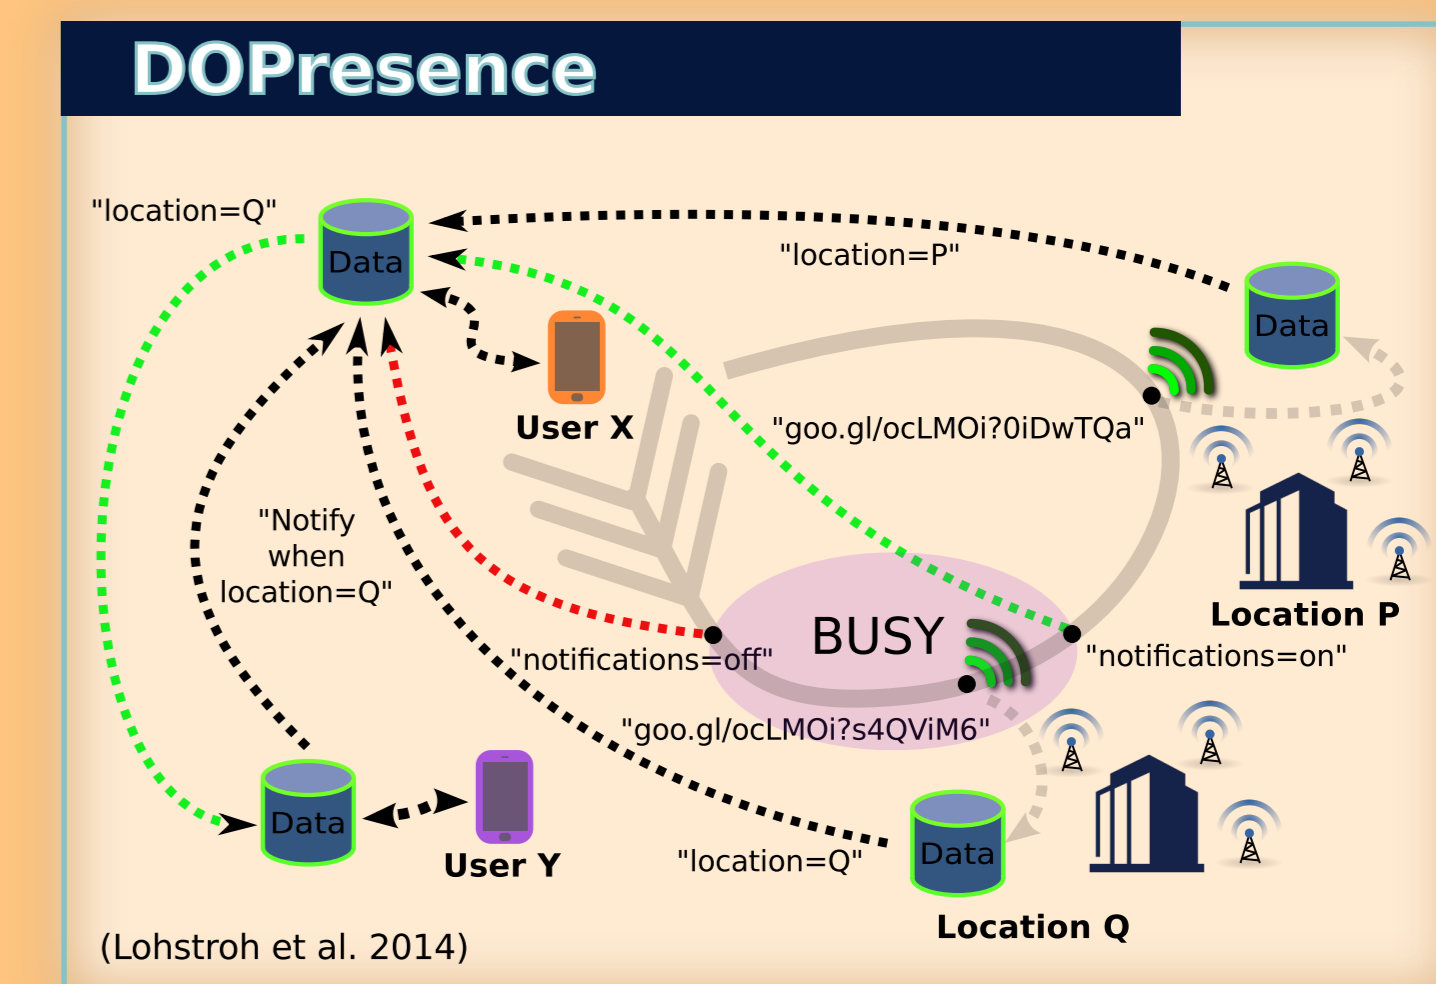 DOPresence
"location=Q"
Data
"location=P"
Data
User X
"goo.gl/ocLMOi?0iDwTQa"
"Notify
when
location=Q"
Location P
BUSY
"notifications=off"
"notifications=on"
"goo.gl/ocLMOi?s4QViM6"
Data
User Y
"location=Q"
Data
Location Q
(Lohstroh et al. 2014)